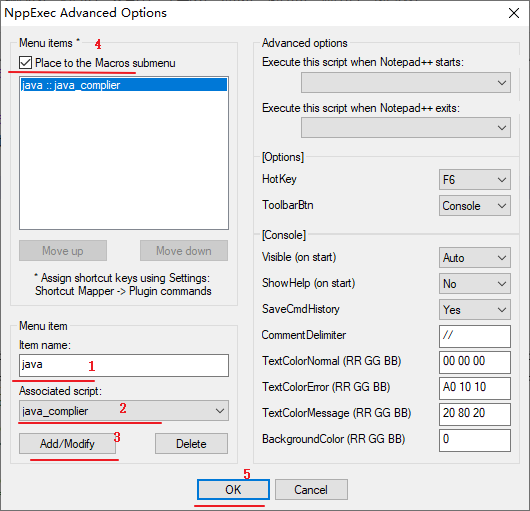 NppExec Advanced Options
Menu items *
4
Place to the Macros submenu
java :: java_complier
Move up
Move down
* Assign shortcut keys using Settings:
Shortcut Mapper -> Plugin commands
Menu item
Item name:
java
1
Associated script:
java_complier
2
Add/Modify
3
Delete
Advanced options
Execute this script when Notepad++ starts:
Execute this script when Notepad++ exits:
[Options]
HotKey
F6
ToolbarBtn
Console
[Console]
Visible (on start)
Auto
ShowHelp (on start)
No
SaveCmdHistory
Yes
CommentDelimiter
//
TextColorNormal (RR GG BB)
00 00 00
TextColorError (RR GG BB)
A0 10 10
TextColorMessage (RR GG BB)
20 80 20
BackgroundColor (RR GG BB)
0
5
OK
Cancel